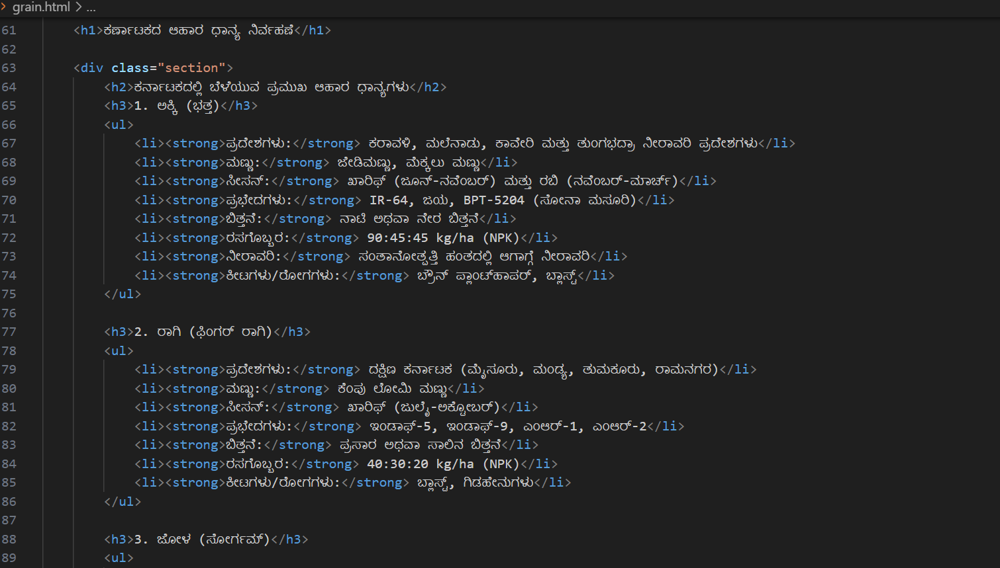 grain.html > ...
61 <h1>ಕರ್ಣಾಟಕದ ಆಹಾರ ಧಾನ್ಯ ನಿರ್ವಹಣೆ</h1>
62
63 <div class="section">
64 <h2>ಕರ್ನಾಟಕದಲ್ಲಿ ಬೆಳೆಯುವ ಪ್ರಮುಖ ಆಹಾರ ಧಾನ್ಯಗಳು</h2>
65 <h3>1. ಅಕ್ಕಿ (ಭತ್ತ)</h3>
66 <ul>
67 <li><strong>ಪ್ರದೇಶಗಳು:</strong> ಕರಾವಳಿ, ಮಲೆನಾಡು, ಕಾವೇರಿ ಮತ್ತು ತುಂಗಭದ್ರಾ ನೀರಾವರಿ ಪ್ರದೇಶಗಳು</li>
68 <li><strong>ಮಣ್ಣು:</strong> ಜೇಡಿಮಣ್ಣು, ಮೆಕ್ಕಲು ಮಣ್ಣು</li>
69 <li><strong>ಸೀಸನ್:</strong> ಖಾರಿಫ್ (ಜೂನ್-ನವೆಂಬರ್) ಮತ್ತು ರಬಿ (ನವೆಂಬರ್-ಮಾರ್ಚ್)</li>
70 <li><strong>ಪ್ರಭೇದಗಳು:</strong> IR-64, ಜಯ, BPT-5204 (ಸೋನಾ ಮಸೂರಿ)</li>
71 <li><strong>ಬಿತ್ತನೆ:</strong> ನಾಟಿ ಅಥವಾ ನೇರ ಬಿತ್ತನೆ</li>
72 <li><strong>ರಸಗೊಬ್ಬರ:</strong> 90:45:45 kg/ha (NPK)</li>
73 <li><strong>ನೀರಾವರಿ:</strong> ಸಂತಾನೋತ್ಪತ್ತಿ ಹಂತದಲ್ಲಿ ಆಗಾಗ್ಗೆ ನೀರಾವರಿ</li>
74 <li><strong>ಕೀಟಗಳು/ರೋಗಗಳು:</strong> ಬ್ರೌನ್ ಪ್ಲಾಂಟ್‌ಹಾಪರ್, ಬ್ಲಾಸ್ಟ್</li>
75 </ul>
76
77 <h3>2. ರಾಗಿ (ಫಿಂಗರ್ ರಾಗಿ)</h3>
78 <ul>
79 <li><strong>ಪ್ರದೇಶಗಳು:</strong> ದಕ್ಷಿಣ ಕರ್ನಾಟಕ (ಮೈಸೂರು, ಮಂಡ್ಯ, ತುಮಕೂರು, ರಾಮನಗರ)</li>
80 <li><strong>ಮಣ್ಣು:</strong> ಕೆಂಪು ಲೋಮಿ ಮಣ್ಣು</li>
81 <li><strong>ಸೀಸನ್:</strong> ಖಾರಿಫ್ (ಜುಲೈ-ಅಕ್ಟೋಬರ್)</li>
82 <li><strong>ಪ್ರಭೇದಗಳು:</strong> ಇಂಡಾಫ್-5, ಇಂಡಾಫ್-9, ಎಂಆರ್-1, ಎಂಆರ್-2</li>
83 <li><strong>ಬಿತ್ತನೆ:</strong> ಪ್ರಸಾರ ಅಥವಾ ಸಾಲಿನ ಬಿತ್ತನೆ</li>
84 <li><strong>ರಸಗೊಬ್ಬರ:</strong> 40:30:20 kg/ha (NPK)</li>
85 <li><strong>ಕೀಟಗಳು/ರೋಗಗಳು:</strong> ಬ್ಲಾಸ್ಟ್, ಗಿಡಹೇನುಗಳು</li>
86 </ul>
87
88 <h3>3. ಜೋಳ (ಸೋರ್ಗಮ್)</h3>
89 <ul>